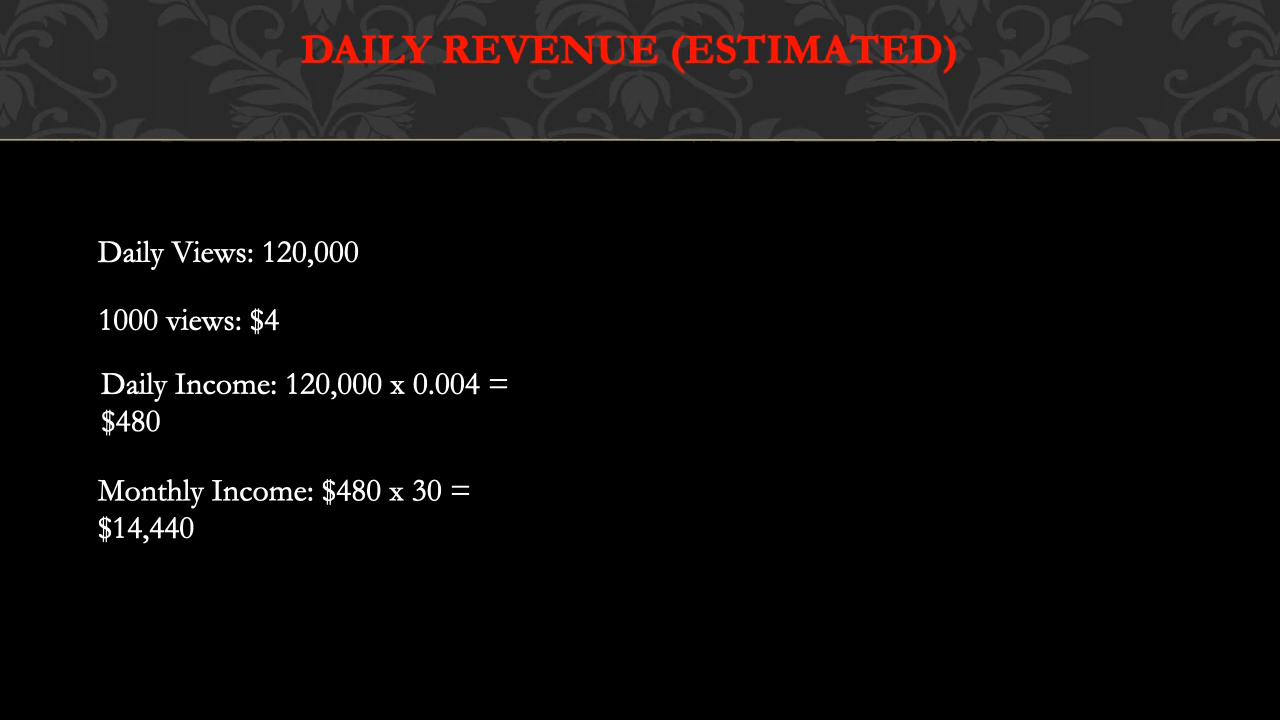 DAILY REVENUE (ESTIMATED)
Daily Views: 120,000
1000 views: $4
Daily Income: 120,000 x 0.004 =
$480
Monthly Income: $480 x 30 =
$14,440